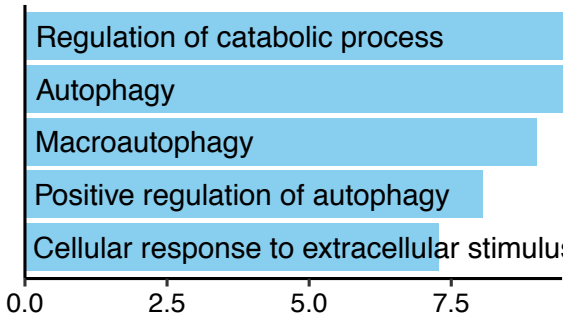 Regulation of catabolic process
Autophagy
Macroautophagy
Positive regulation of autophagy
Cellular response to extracellular stimulus
0.0 2.5 5.0 7.5